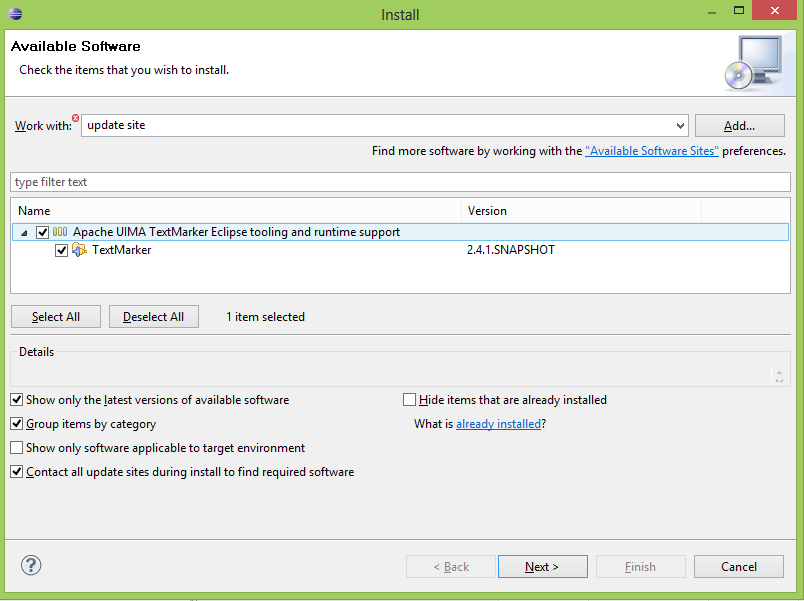 Install
Available Software
Check the items that you wish to install.
Work with: update site Add...
Find more software by working with the "Available Software Sites" preferences.
type filter text
Name Version
Apache UIMA TextMarker Eclipse tooling and runtime support
TextMarker 2.4.1.SNAPSHOT
Select All Deselect All 1 item selected
Details
Show only the latest versions of available software Hide items that are already installed
Group items by category What is already installed?
Show only software applicable to target environment
Contact all update sites during install to find required software
? < Back Next > Finish Cancel